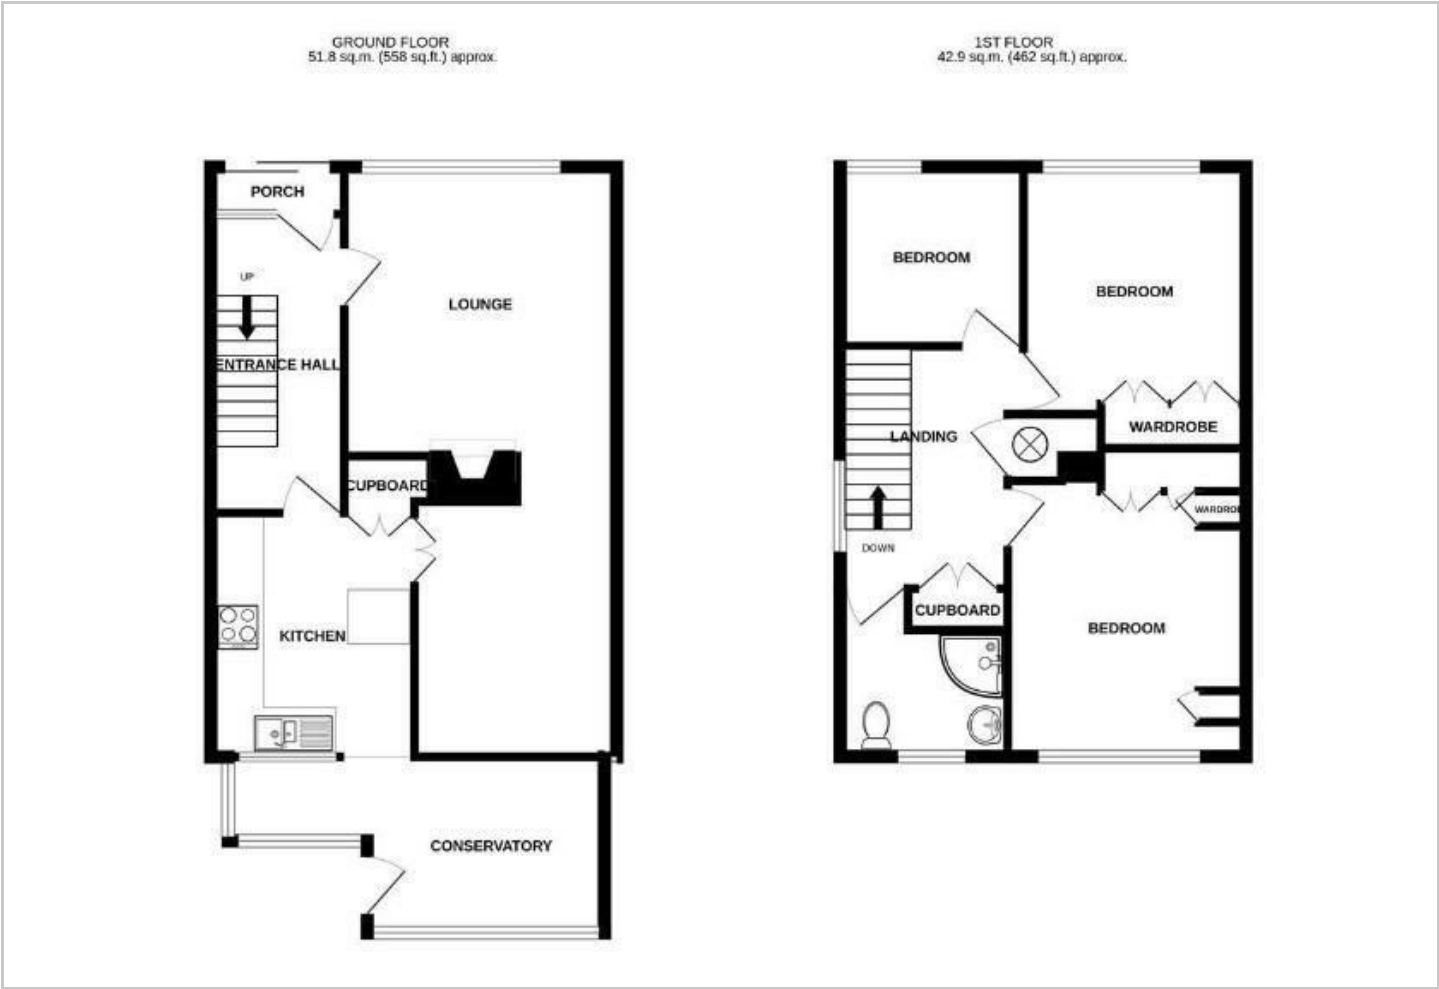 GROUND FLOOR
51.8 sq.m. (558 sq.ft.) approx.
1ST FLOOR
42.9 sq.m. (462 sq.ft.) approx.
PORCH
UP
LOUNGE
ENTRANCE HALL
CUPBOARD
KITCHEN
CONSERVATORY
BEDROOM
BEDROOM
WARDROBE
LANDING
WARDROB
DOWN
CUPBOARD
BEDROOM